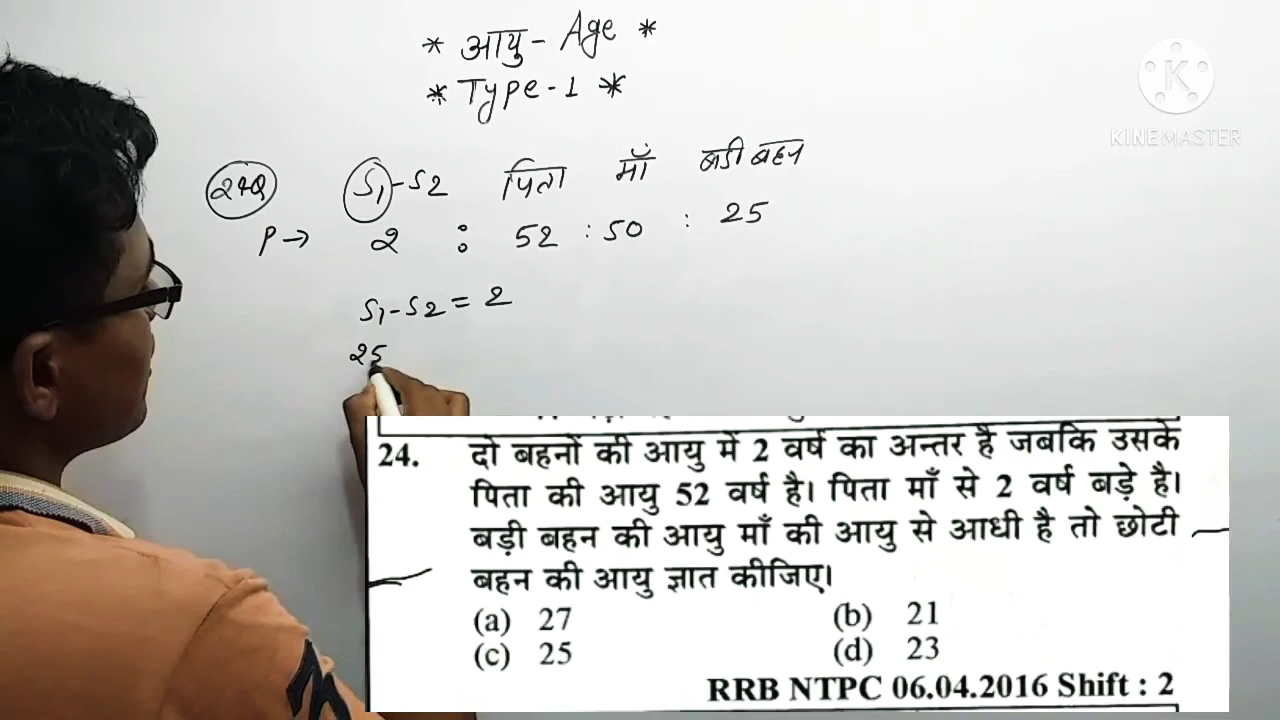 * आयु - Age *
* Type-1 *
24Q S1-S2 पिता माँ बडी बहन
P → 2 : 52 : 50 : 25
S1-S2 = 2
25
K
KINEMASTER
24. दो बहनों की आयु में 2 वर्ष का अन्तर है जबकि उसके
पिता की आयु 52 वर्ष है। पिता माँ से 2 वर्ष बड़े है।
बड़ी बहन की आयु माँ की आयु से आधी है तो छोटी
बहन की आयु ज्ञात कीजिए।
(a) 27 (b) 21
(c) 25 (d) 23
RRB NTPC 06.04.2016 Shift : 2